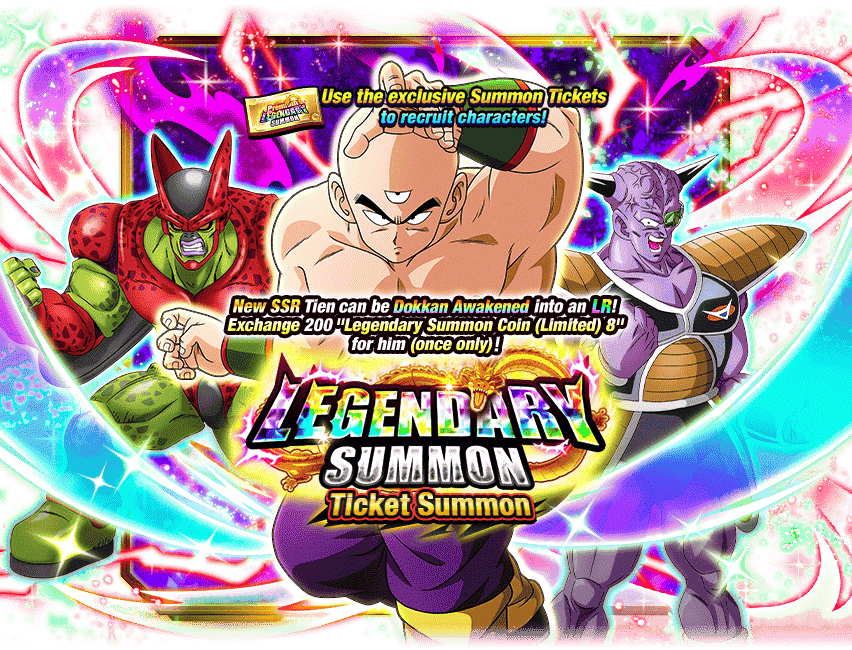 Use the exclusive Summon Tickets
to recruit characters!
Premium
LEGENDARY
SUMMON
New SSR Tien can be Dokkan Awakened into an LR!
Exchange 200 "Legendary Summon Coin (Limited) 8"
for him (once only)!
LEGENDARY
SUMMON
Ticket Summon